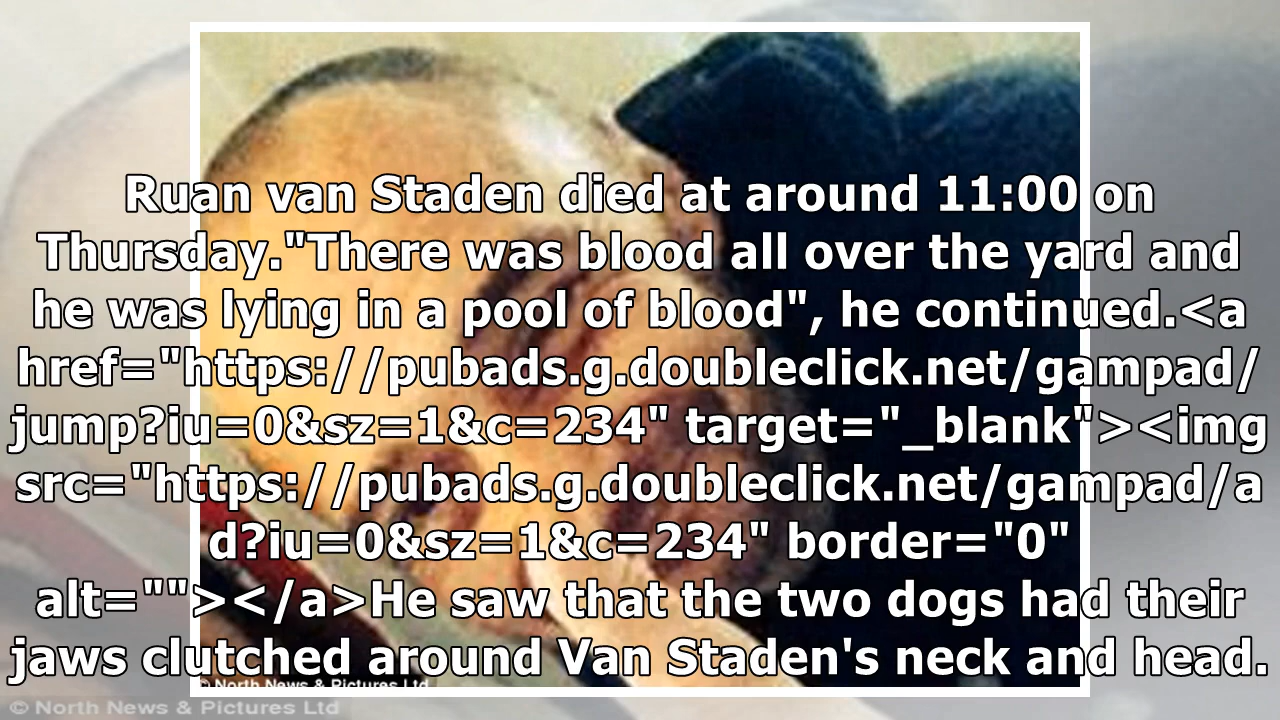 Ruan van Staden died at around 11:00 on
Thursday."There was blood all over the yard and
he was lying in a pool of blood", he continued.<a
href="https://pubads.g.doubleclick.net/gampad/
jump?iu=0&sz=1&c=234" target="_blank"><img
src="https://pubads.g.doubleclick.net/gampad/a
d?iu=0&sz=1&c=234" border="0"
alt=""></a>He saw that the two dogs had their
jaws clutched around Van Staden's neck and head.
© North News & Pictures Ltd
© North News & Pictures Ltd